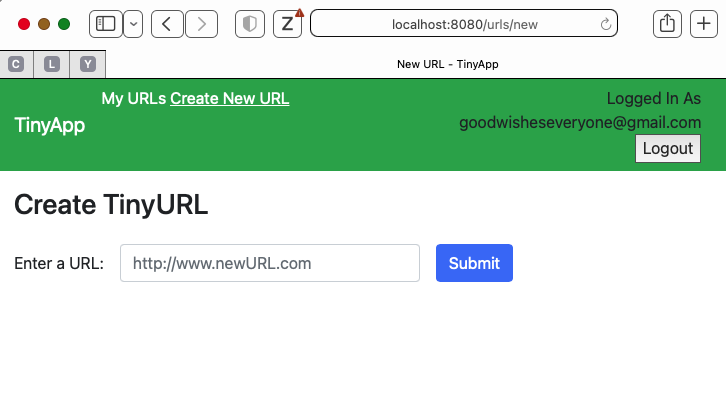 Z
localhost:8080/urls/new
C L Y
New URL - TinyApp
My URLs Create New URL
Logged In As
TinyApp
goodwisheseveryone@gmail.com
Logout
Create TinyURL
Enter a URL:
http://www.newURL.com
Submit